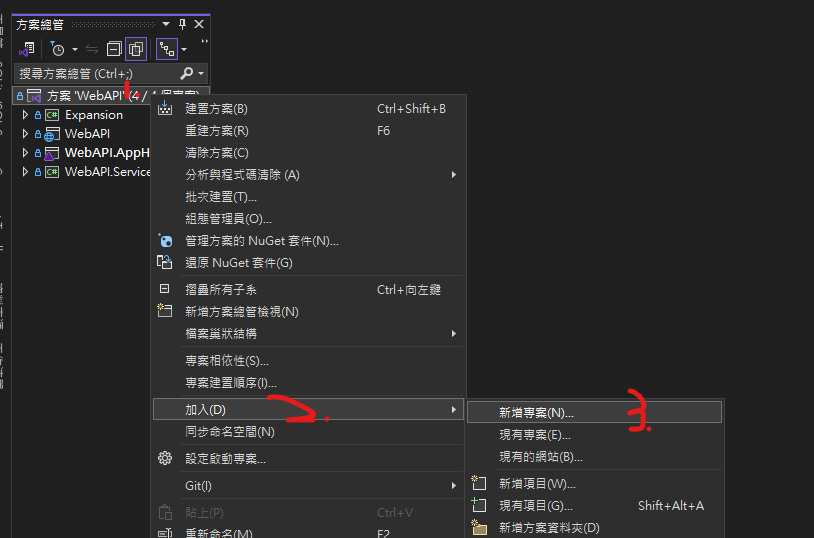 方案總管
搜尋方案總管 (Ctrl+;)
方案 'WebAPI' (4 / 4 個專案)
Expansion
WebAPI
WebAPI.AppH
WebAPI.Service
建置方案(B) Ctrl+Shift+B
重建方案(R) F6
清除方案(C)
分析與程式碼清除 (A)
批次建置(T)...
組態管理員(O)...
管理方案的 NuGet 套件(N)...
還原 NuGet 套件(G)
摺疊所有子系 Ctrl+向左鍵
新增方案總管檢視(N)
檔案巢狀結構
專案相依性(S)...
專案建置順序(I)...
加入(D)
同步命名空間(N)
設定啟動專案...
Git(I)
貼上(P) Ctrl+V
重新命名(M) F2
新增專案(N)...
現有專案(E)...
現有的網站(B)...
新增項目(W)...
現有項目(G)... Shift+Alt+A
新增方案資料夾(D)
1
2.
3.